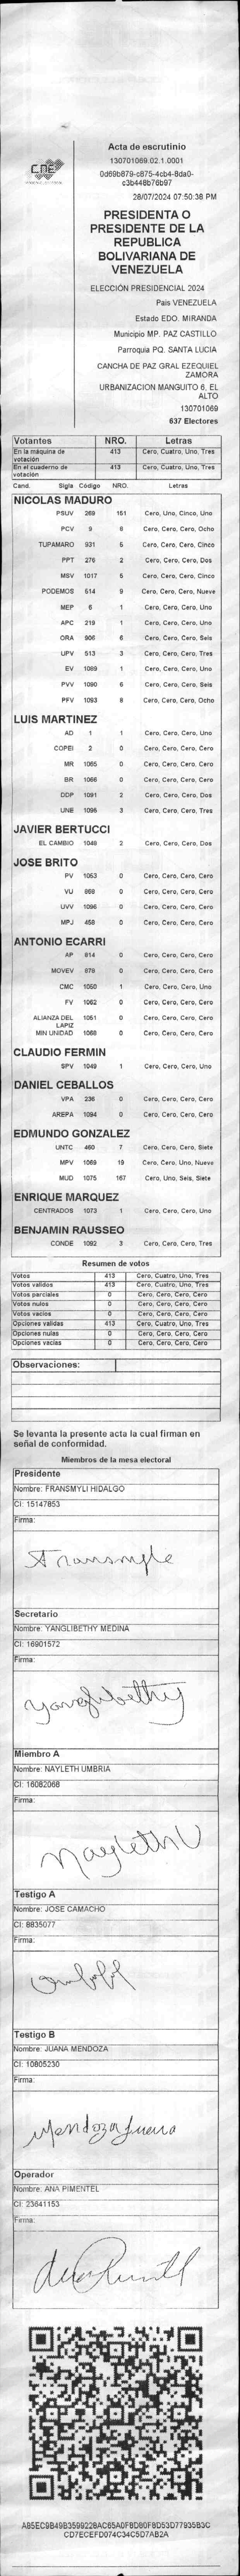 CNE
Acta de escrutinio
130701069.02.1.0001
0d69b879-c875-4cb4-8da0-
c3b448b76b97
28/07/2024 07:50:38 PM
PRESIDENTA O
PRESIDENTE DE LA
REPUBLICA
BOLIVARIANA DE
VENEZUELA
ELECCIÓN PRESIDENCIAL 2024
Pais VENEZUELA
Estado EDO. MIRANDA
Municipio MP. PAZ CASTILLO
Parroquia PQ. SANTA LUCIA
CANCHA DE PAZ GRAL EZEQUIEL
ZAMORA
URBANIZACION MANGUITO 6, EL
ALTO
130701069
637 Electores
Votantes NRO. Letras
En la máquina de votación 413 Cero, Cuatro, Uno, Tres
En el cuaderno de votación 413 Cero, Cuatro, Uno, Tres
Cand. Sigla Código NRO. Letras
NICOLAS MADURO
PSUV 269 151 Cero, Uno, Cinco, Uno
PCV 9 8 Cero, Cero, Cero, Ocho
TUPAMARO 931 5 Cero, Cero, Cero, Cinco
PPT 276 2 Cero, Cero, Cero, Dos
MSV 1017 5 Cero, Cero, Cero, Cinco
PODEMOS 514 9 Cero, Cero, Cero, Nueve
MEP 6 1 Cero, Cero, Cero, Uno
APC 219 1 Cero, Cero, Cero, Uno
ORA 906 6 Cero, Cero, Cero, Seis
UPV 513 3 Cero, Cero, Cero, Tres
EV 1089 1 Cero, Cero, Cero, Uno
PVV 1090 6 Cero, Cero, Cero, Seis
PFV 1093 8 Cero, Cero, Cero, Ocho
LUIS MARTINEZ
AD 1 1 Cero, Cero, Cero, Uno
COPEI 2 0 Cero, Cero, Cero, Cero
MR 1065 0 Cero, Cero, Cero, Cero
BR 1066 0 Cero, Cero, Cero, Cero
DDP 1091 2 Cero, Cero, Cero, Dos
UNE 1095 3 Cero, Cero, Cero, Tres
JAVIER BERTUCCI
EL CAMBIO 1048 2 Cero, Cero, Cero, Dos
JOSE BRITO
PV 1053 0 Cero, Cero, Cero, Cero
VU 868 0 Cero, Cero, Cero, Cero
UVV 1096 0 Cero, Cero, Cero, Cero
MPJ 458 0 Cero, Cero, Cero, Cero
ANTONIO ECARRI
AP 814 0 Cero, Cero, Cero, Cero
MOVEV 879 0 Cero, Cero, Cero, Cero
CMC 1050 1 Cero, Cero, Cero, Uno
FV 1062 0 Cero, Cero, Cero, Cero
ALIANZA DEL LAPIZ 1051 0 Cero, Cero, Cero, Cero
MIN UNIDAD 1068 0 Cero, Cero, Cero, Cero
CLAUDIO FERMIN
SPV 1049 1 Cero, Cero, Cero, Uno
DANIEL CEBALLOS
VPA 236 0 Cero, Cero, Cero, Cero
AREPA 1094 0 Cero, Cero, Cero, Cero
EDMUNDO GONZALEZ
UNTC 460 7 Cero, Cero, Cero, Siete
MPV 1069 19 Cero, Cero, Uno, Nueve
MUD 1075 167 Cero, Uno, Seis, Siete
ENRIQUE MARQUEZ
CENTRADOS 1073 1 Cero, Cero, Cero, Uno
BENJAMIN RAUSSEO
CONDE 1092 3 Cero, Cero, Cero, Tres
Resumen de votos
Votos 413 Cero, Cuatro, Uno, Tres
Votos validos 413 Cero, Cuatro, Uno, Tres
Votos parciales 0 Cero, Cero, Cero, Cero
Votos nulos 0 Cero, Cero, Cero, Cero
Votos vacios 0 Cero, Cero, Cero, Cero
Opciones validas 413 Cero, Cuatro, Uno, Tres
Opciones nulas 0 Cero, Cero, Cero, Cero
Opciones vacias 0 Cero, Cero, Cero, Cero
Observaciones:
Se levanta la presente acta la cual firman en
señal de conformidad.
Miembros de la mesa electoral
Presidente
Nombre: FRANSMYLI HIDALGO
CI: 15147853
Firma:
Secretario
Nombre: YANGLIBETHY MEDINA
CI: 16901572
Firma:
Yanglibethy
Miembro A
Nombre: NAYLETH UMBRIA
CI: 16082068
Firma:
Nayleth U
Testigo A
Nombre: JOSE CAMACHO
CI: 8835077
Firma:
Testigo B
Nombre: JUANA MENDOZA
CI: 10805230
Firma:
Mendoza Juana
Operador
Nombre: ANA PIMENTEL
CI: 23641153
Firma:
A85EC9B49B3599228AC65A0F8D80F8D53D77935B3C
CD7ECEFD074C34C5D7AB2A